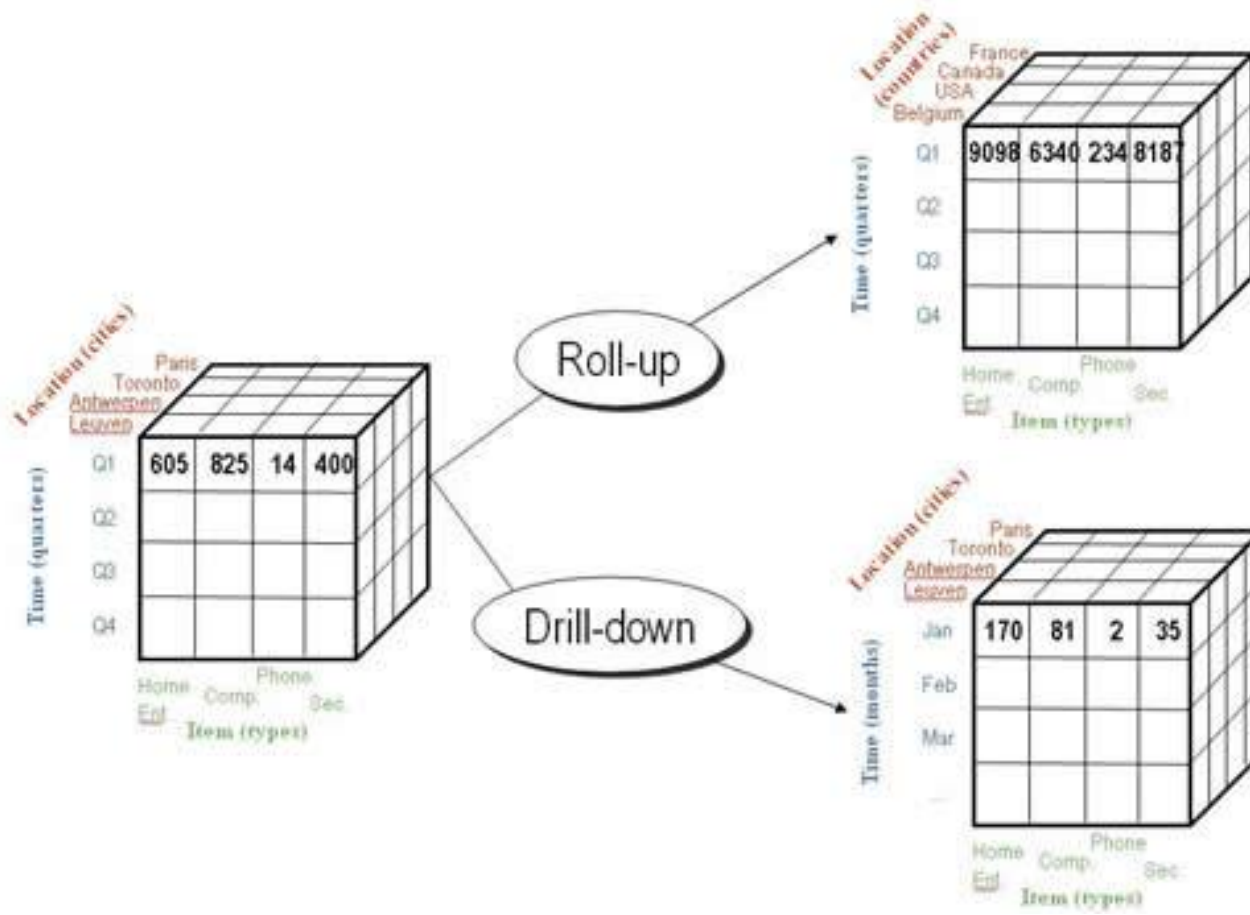 Location (countries)
France
Canada
USA
Belgium
Time (quarters)
Q1 9098 6340 234 8187
Q2
Q3
Q4
Home Ent.
Comp.
Phone
Sec.
Item (types)
Roll-up
Location (cities)
Paris
Toronto
Antwerpen
Leuven
Time (quarters)
Q1 605 825 14 400
Q2
Q3
Q4
Home Ent.
Comp.
Phone
Sec.
Item (types)
Drill-down
Location (cities)
Paris
Toronto
Antwerpen
Leuven
Time (months)
Jan 170 81 2 35
Feb
Mar
...
Home Ent.
Comp.
Phone
Sec.
Item (types)